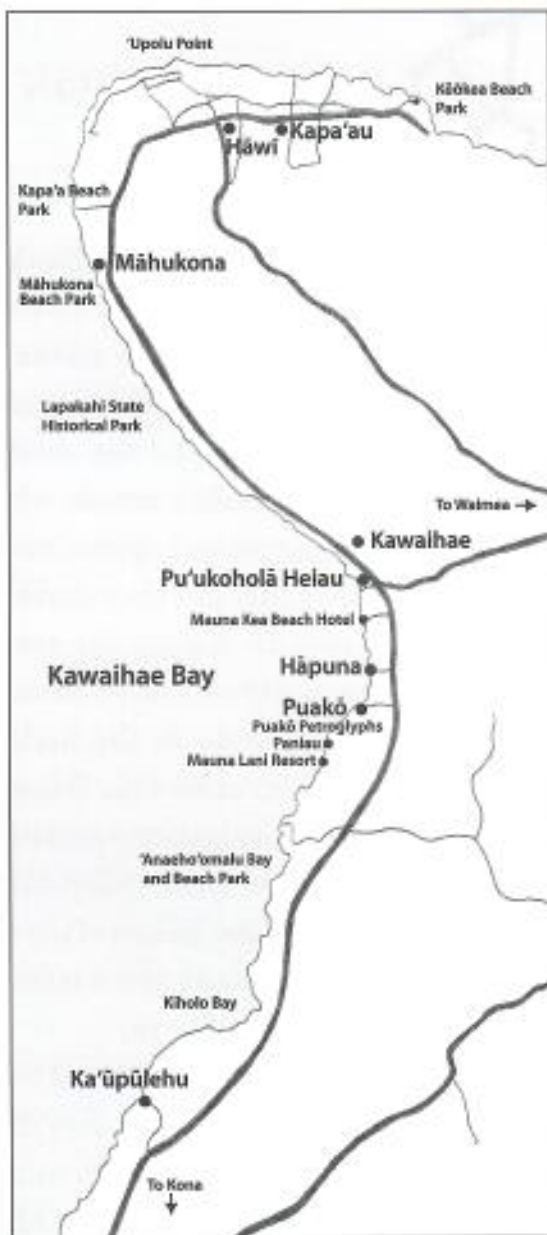 'Upolu Point
Kēōkea Beach
Park
Kapa'au
Hāwī
Kapa'a Beach
Park
Māhukona
Māhukona
Beach Park
Lapakahi State
Historical Park
To Waimea
Kawaihae
Pu'ukoholā Heiau
Mauna Kea Beach Hotel
Kawaihae Bay
Hāpuna
Puakō
Puakō Petroglyphs
Paniau
Mauna Lani Resort
'Anaeho'omalu Bay
and Beach Park
Kiholo Bay
Ka'ūpūlehu
To Kona